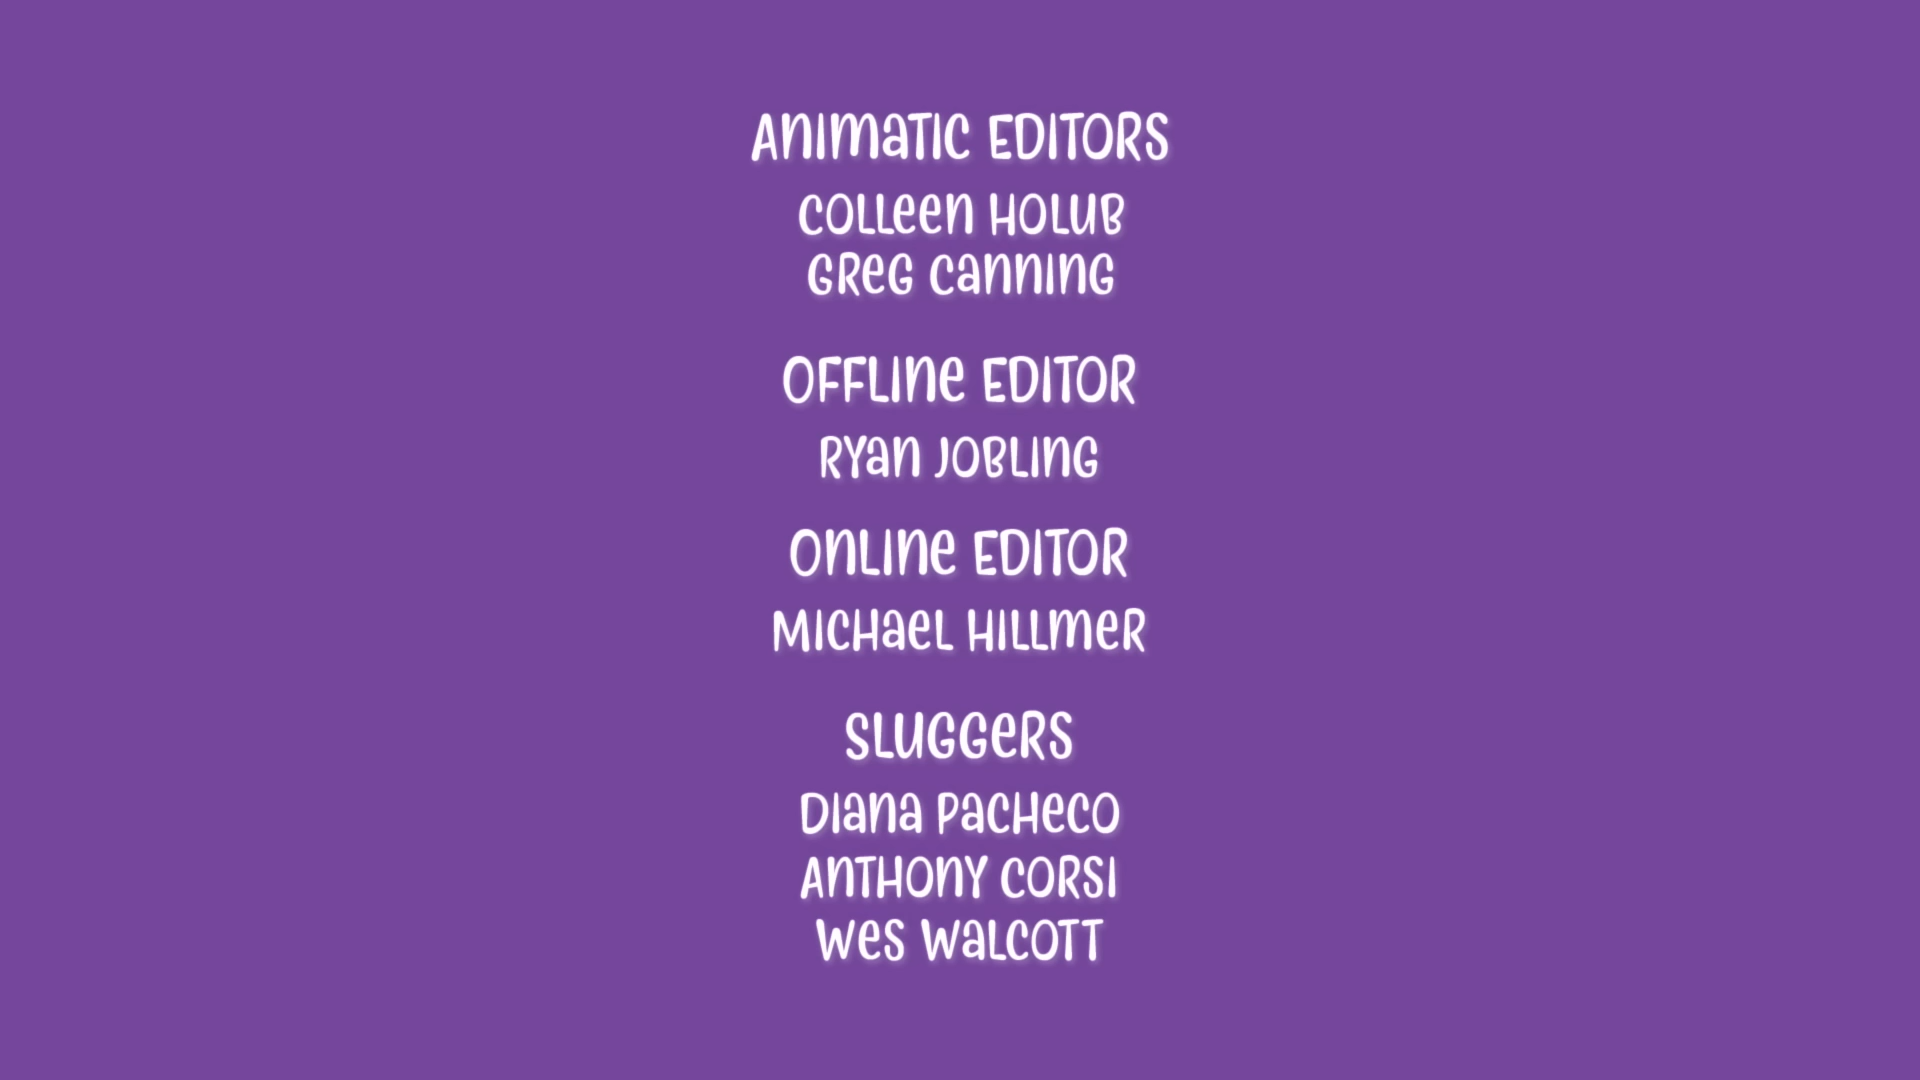 ANIMATIC EDITORS
COLLEEN HOLUB
GREG CANNING
OFFLINE EDITOR
RYAN JOBLING
ONLINE EDITOR
MICHAEL HILLMER
SLUGGERS
DIANA PACHECO
ANTHONY CORSI
WES WALCOTT